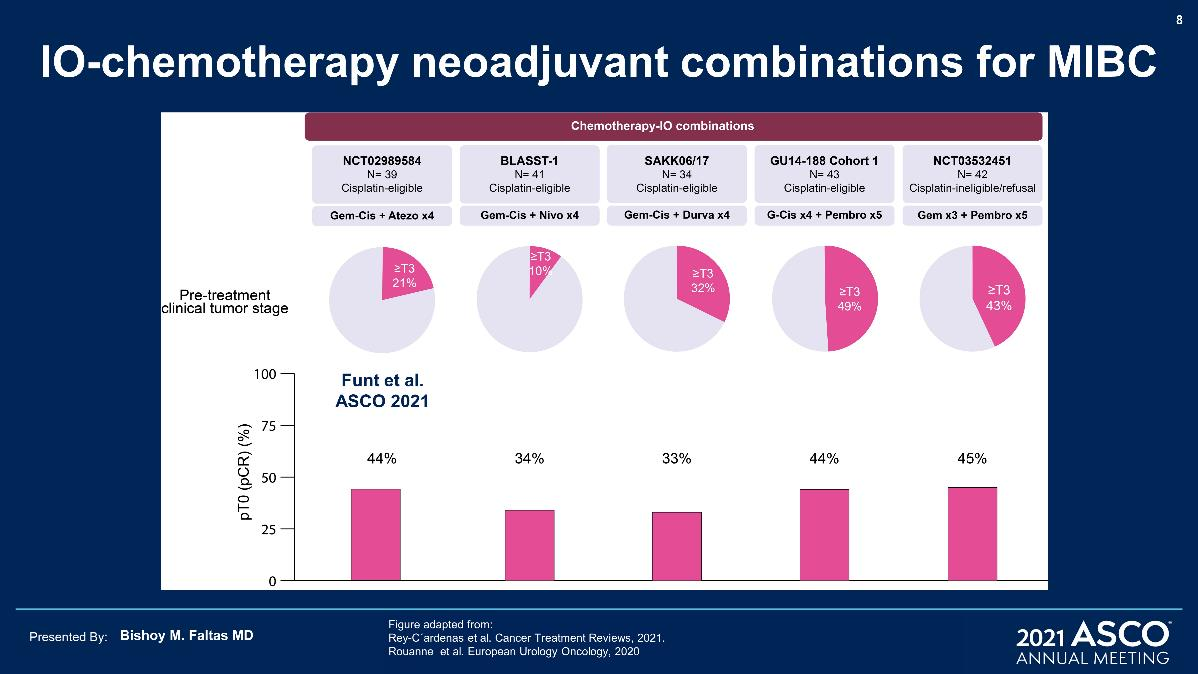 8
IO-chemotherapy neoadjuvant combinations for MIBC
Chemotherapy-IO combinations
NCT02989584
N= 39
Cisplatin-eligible
Gem-Cis + Atezo x4
BLASST-1
N= 41
Cisplatin-eligible
Gem-Cis + Nivo x4
SAKK06/17
N= 34
Cisplatin-eligible
Gem-Cis + Durva x4
GU14-188 Cohort 1
N= 43
Cisplatin-eligible
G-Cis x4 + Pembro x5
NCT03532451
N= 42
Cisplatin-ineligible/refusal
Gem x3 + Pembro x5
Pre-treatment
clinical tumor stage
≥T3
21%
≥T3
10%
≥T3
32%
≥T3
49%
≥T3
43%
Funt et al.
ASCO 2021
pT0 (pCR) (%)
100
75
50
25
0
44%
34%
33%
44%
45%
Presented By: Bishoy M. Faltas MD
Figure adapted from:
Rey-C´ardenas et al. Cancer Treatment Reviews, 2021.
Rouanne et al. European Urology Oncology, 2020
2021 ASCO
ANNUAL MEETING